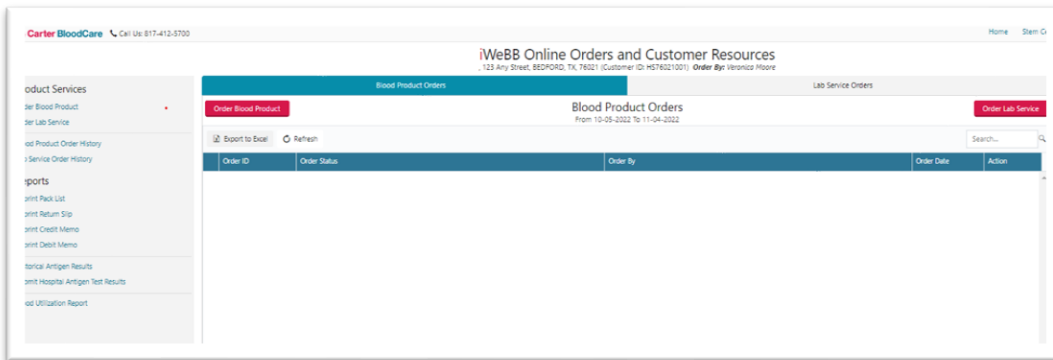 Carter BloodCare Call Us: 817-412-5700
Home Stem C
iWeBB Online Orders and Customer Resources
, 123 Any Street, BEDFORD, TX, 76021 (Customer ID: HS76021001) Order By: Veronica Moore
oduct Services
der Blood Product
der Lab Service
od Product Order History
Service Order History
ports
print Pack List
print Return Slip
print Credit Memo
print Debit Memo
torical Antigen Results
bmit Hospital Antigen Test Results
od Utilization Report
Blood Product Orders Lab Service Orders
Order Blood Product
Blood Product Orders
From 10-05-2022 To 11-04-2022
Order Lab Service
Export to Excel Refresh Search...
Order ID Order Status Order By Order Date Action